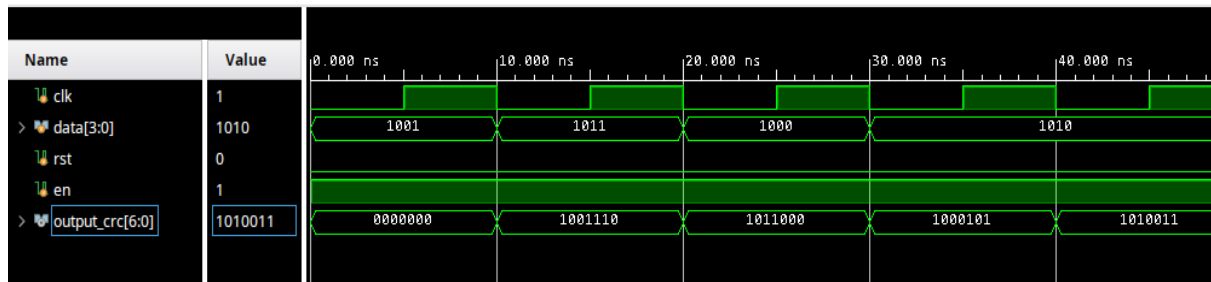 Name Value 0.000 ns 10.000 ns 20.000 ns 30.000 ns 40.000 ns
clk 1
data[3:0] 1010 1001 1011 1000 1010
rst 0
en 1
output_crc[6:0] 1010011 0000000 1001110 1011000 1000101 1010011